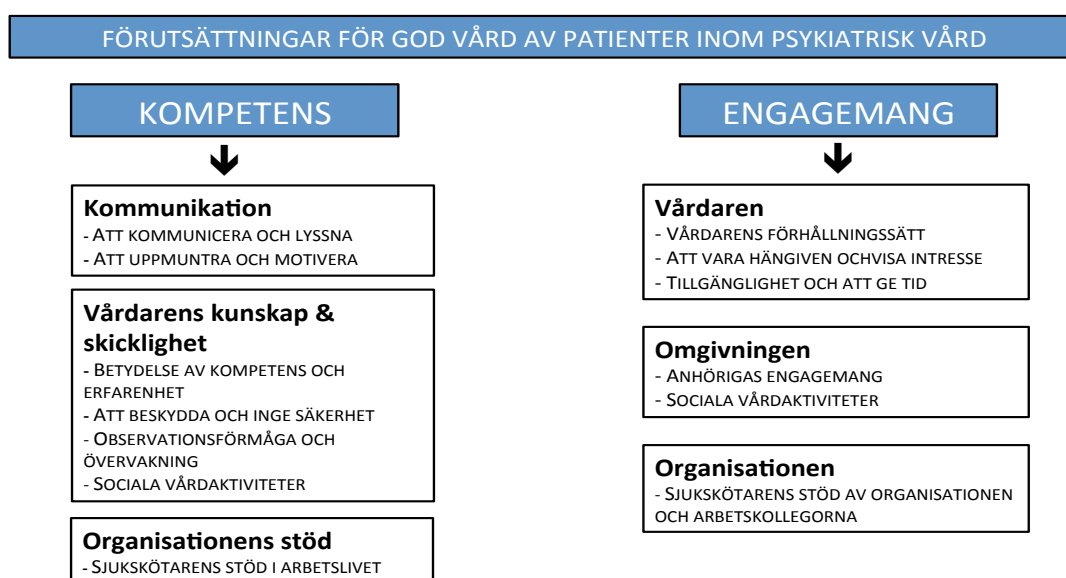 FÖRUTSÄTTNINGAR FÖR GOD VÅRD AV PATIENTER INOM PSYKIATRISK VÅRD
KOMPETENS
Kommunikation
- ATT KOMMUNICERA OCH LYSSNA
- ATT UPPMUNTRA OCH MOTIVERA
Vårdarens kunskap &
skicklighet
- BETYDELSE AV KOMPETENS OCH
ERFARENHET
- ATT BESKYDDA OCH INGE SÄKERHET
- OBSERVATIONSFÖRMÅGA OCH
ÖVERVAKNING
- SOCIALA VÅRDAKTIVITETER
Organisationens stöd
- SJUKSKÖTARENS STÖD I ARBETSLIVET
ENGAGEMANG
Vårdaren
- VÅRDARENS FÖRHÅLLNINGSSÄTT
- ATT VARA HÄNGIVEN OCHVISA INTRESSE
- TILLGÄNGLIGHET OCH ATT GE TID
Omgivningen
- ANHÖRIGAS ENGAGEMANG
- SOCIALA VÅRDAKTIVITETER
Organisationen
- SJUKSKÖTARENS STÖD AV ORGANISATIONEN
OCH ARBETSKOLLEGORNA